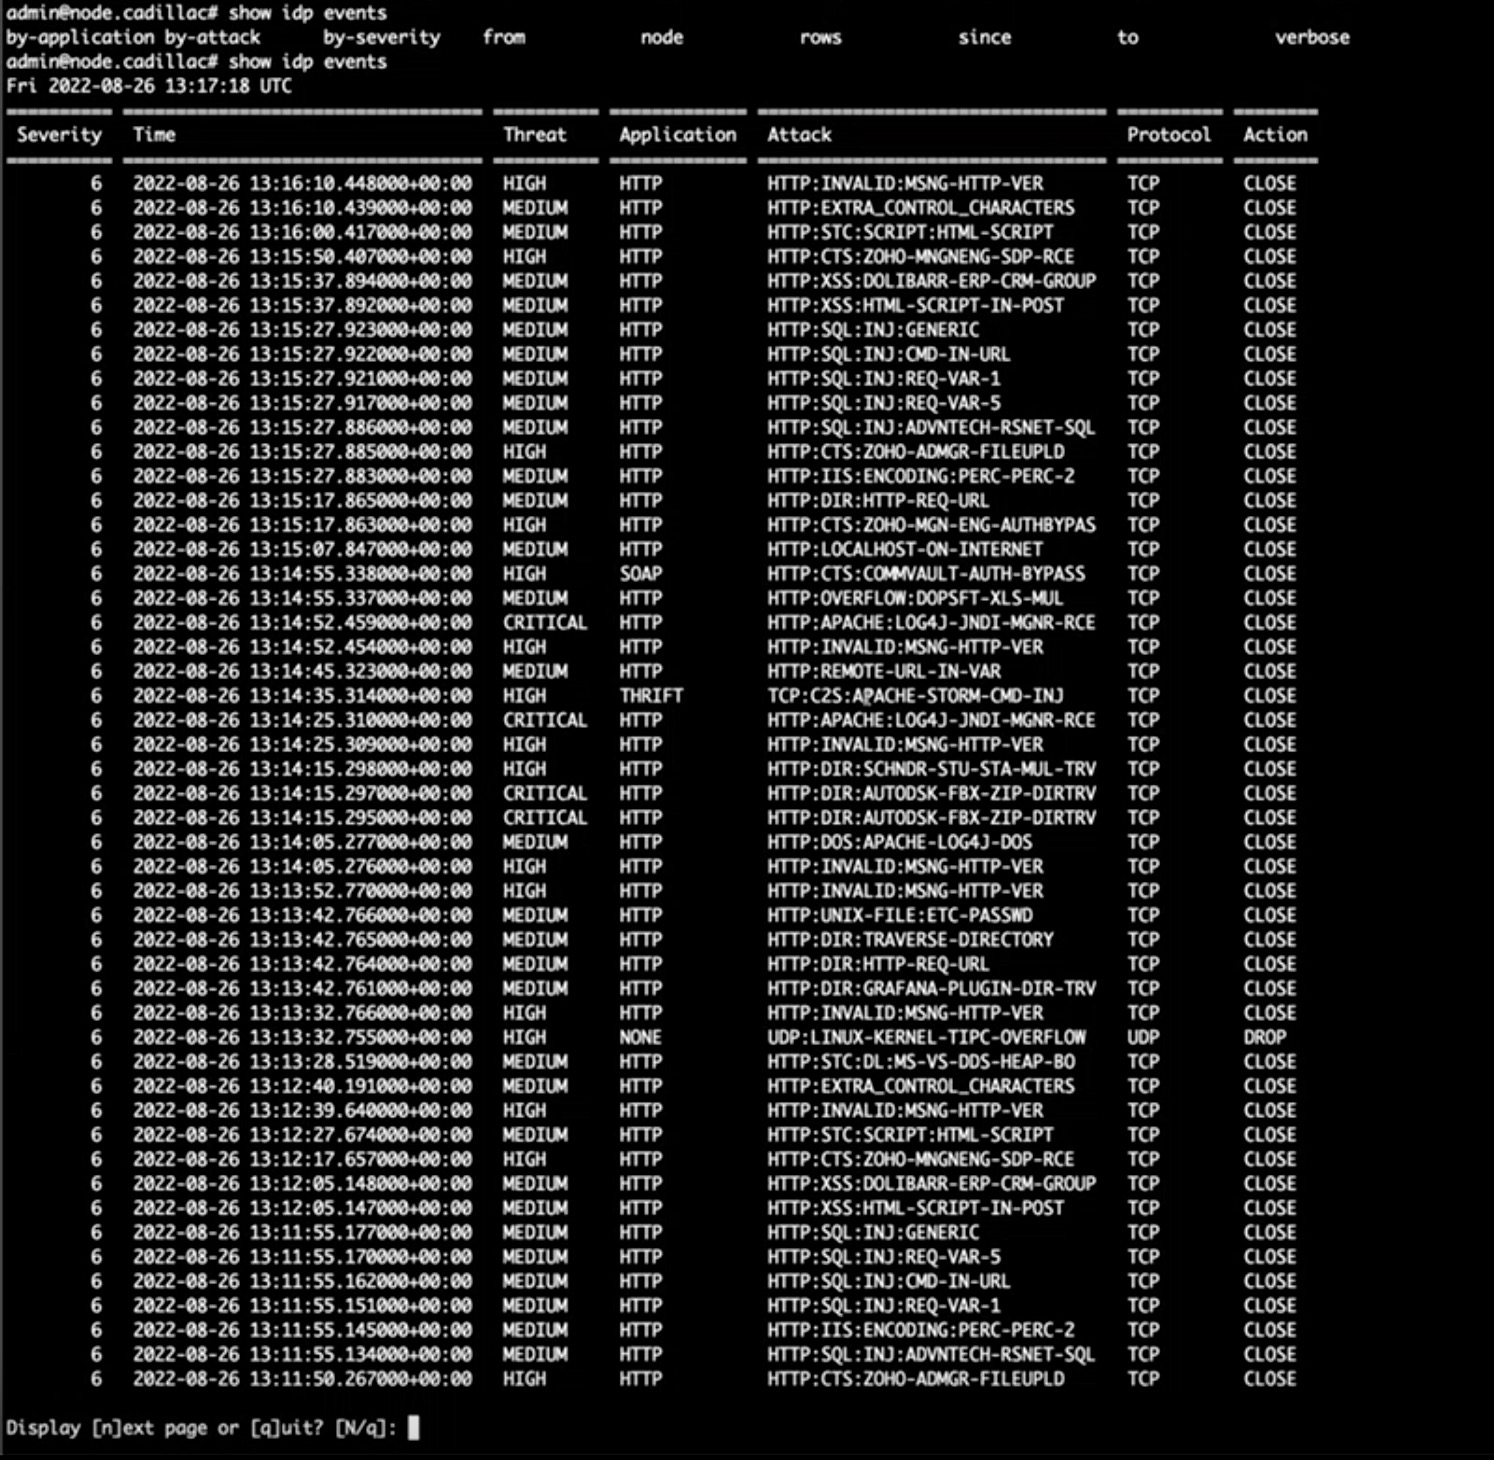 admin@node.cadillac# show idp events
by-application by-attack by-severity from node rows since to verbose
admin@node.cadillac# show idp events
Fri 2022-08-26 13:17:18 UTC
Severity Time Threat Application Attack Protocol Action
6 2022-08-26 13:16:10.448000+00:00 HIGH HTTP HTTP:INVALID:MSNG-HTTP-VER TCP CLOSE
6 2022-08-26 13:16:10.439000+00:00 MEDIUM HTTP HTTP:EXTRA_CONTROL_CHARACTERS TCP CLOSE
6 2022-08-26 13:16:00.417000+00:00 MEDIUM HTTP HTTP:STC:SCRIPT:HTML-SCRIPT TCP CLOSE
6 2022-08-26 13:15:50.407000+00:00 HIGH HTTP HTTP:CTS:ZOHO-MNGNENG-SDP-RCE TCP CLOSE
6 2022-08-26 13:15:37.894000+00:00 MEDIUM HTTP HTTP:XSS:DOLIBARR-ERP-CRM-GROUP TCP CLOSE
6 2022-08-26 13:15:37.892000+00:00 MEDIUM HTTP HTTP:XSS:HTML-SCRIPT-IN-POST TCP CLOSE
6 2022-08-26 13:15:27.923000+00:00 MEDIUM HTTP HTTP:SQL:INJ:GENERIC TCP CLOSE
6 2022-08-26 13:15:27.922000+00:00 MEDIUM HTTP HTTP:SQL:INJ:CMD-IN-URL TCP CLOSE
6 2022-08-26 13:15:27.921000+00:00 MEDIUM HTTP HTTP:SQL:INJ:REQ-VAR-1 TCP CLOSE
6 2022-08-26 13:15:27.917000+00:00 MEDIUM HTTP HTTP:SQL:INJ:REQ-VAR-5 TCP CLOSE
6 2022-08-26 13:15:27.886000+00:00 MEDIUM HTTP HTTP:SQL:INJ:ADVNTECH-RSNET-SQL TCP CLOSE
6 2022-08-26 13:15:27.885000+00:00 HIGH HTTP HTTP:CTS:ZOHO-ADMGR-FILEUPLD TCP CLOSE
6 2022-08-26 13:15:27.883000+00:00 MEDIUM HTTP HTTP:IIS:ENCODING:PERC-PERC-2 TCP CLOSE
6 2022-08-26 13:15:17.865000+00:00 MEDIUM HTTP HTTP:DIR:HTTP-REQ-URL TCP CLOSE
6 2022-08-26 13:15:17.863000+00:00 HIGH HTTP HTTP:CTS:ZOHO-MGN-ENG-AUTHBYPAS TCP CLOSE
6 2022-08-26 13:15:07.847000+00:00 MEDIUM HTTP HTTP:LOCALHOST-ON-INTERNET TCP CLOSE
6 2022-08-26 13:14:55.338000+00:00 HIGH SOAP HTTP:CTS:COMMVAULT-AUTH-BYPASS TCP CLOSE
6 2022-08-26 13:14:55.337000+00:00 MEDIUM HTTP HTTP:OVERFLOW:DOPSFT-XLS-MUL TCP CLOSE
6 2022-08-26 13:14:52.459000+00:00 CRITICAL HTTP HTTP:APACHE:LOG4J-JNDI-MGNR-RCE TCP CLOSE
6 2022-08-26 13:14:52.454000+00:00 HIGH HTTP HTTP:INVALID:MSNG-HTTP-VER TCP CLOSE
6 2022-08-26 13:14:45.323000+00:00 MEDIUM HTTP HTTP:REMOTE-URL-IN-VAR TCP CLOSE
6 2022-08-26 13:14:35.314000+00:00 HIGH THRIFT TCP:C2S:APACHE-STORM-CMD-INJ TCP CLOSE
6 2022-08-26 13:14:25.310000+00:00 CRITICAL HTTP HTTP:APACHE:LOG4J-JNDI-MGNR-RCE TCP CLOSE
6 2022-08-26 13:14:25.309000+00:00 HIGH HTTP HTTP:INVALID:MSNG-HTTP-VER TCP CLOSE
6 2022-08-26 13:14:15.298000+00:00 HIGH HTTP HTTP:DIR:SCHNDR-STU-STA-MUL-TRV TCP CLOSE
6 2022-08-26 13:14:15.297000+00:00 CRITICAL HTTP HTTP:DIR:AUTODSK-FBX-ZIP-DIRTRV TCP CLOSE
6 2022-08-26 13:14:15.295000+00:00 CRITICAL HTTP HTTP:DIR:AUTODSK-FBX-ZIP-DIRTRV TCP CLOSE
6 2022-08-26 13:14:05.277000+00:00 MEDIUM HTTP HTTP:DOS:APACHE-LOG4J-DOS TCP CLOSE
6 2022-08-26 13:14:05.276000+00:00 HIGH HTTP HTTP:INVALID:MSNG-HTTP-VER TCP CLOSE
6 2022-08-26 13:13:52.770000+00:00 HIGH HTTP HTTP:INVALID:MSNG-HTTP-VER TCP CLOSE
6 2022-08-26 13:13:42.766000+00:00 MEDIUM HTTP HTTP:UNIX-FILE:ETC-PASSWD TCP CLOSE
6 2022-08-26 13:13:42.765000+00:00 MEDIUM HTTP HTTP:DIR:TRAVERSE-DIRECTORY TCP CLOSE
6 2022-08-26 13:13:42.764000+00:00 MEDIUM HTTP HTTP:DIR:HTTP-REQ-URL TCP CLOSE
6 2022-08-26 13:13:42.761000+00:00 MEDIUM HTTP HTTP:DIR:GRAFANA-PLUGIN-DIR-TRV TCP CLOSE
6 2022-08-26 13:13:32.766000+00:00 HIGH HTTP HTTP:INVALID:MSNG-HTTP-VER TCP CLOSE
6 2022-08-26 13:13:32.755000+00:00 HIGH NONE UDP:LINUX-KERNEL-TIPC-OVERFLOW UDP DROP
6 2022-08-26 13:13:28.519000+00:00 MEDIUM HTTP HTTP:STC:DL:MS-VS-DDS-HEAP-BO TCP CLOSE
6 2022-08-26 13:12:40.191000+00:00 MEDIUM HTTP HTTP:EXTRA_CONTROL_CHARACTERS TCP CLOSE
6 2022-08-26 13:12:39.640000+00:00 HIGH HTTP HTTP:INVALID:MSNG-HTTP-VER TCP CLOSE
6 2022-08-26 13:12:27.674000+00:00 MEDIUM HTTP HTTP:STC:SCRIPT:HTML-SCRIPT TCP CLOSE
6 2022-08-26 13:12:17.657000+00:00 HIGH HTTP HTTP:CTS:ZOHO-MNGNENG-SDP-RCE TCP CLOSE
6 2022-08-26 13:12:05.148000+00:00 MEDIUM HTTP HTTP:XSS:DOLIBARR-ERP-CRM-GROUP TCP CLOSE
6 2022-08-26 13:12:05.147000+00:00 MEDIUM HTTP HTTP:XSS:HTML-SCRIPT-IN-POST TCP CLOSE
6 2022-08-26 13:11:55.177000+00:00 MEDIUM HTTP HTTP:SQL:INJ:GENERIC TCP CLOSE
6 2022-08-26 13:11:55.170000+00:00 MEDIUM HTTP HTTP:SQL:INJ:REQ-VAR-5 TCP CLOSE
6 2022-08-26 13:11:55.162000+00:00 MEDIUM HTTP HTTP:SQL:INJ:CMD-IN-URL TCP CLOSE
6 2022-08-26 13:11:55.151000+00:00 MEDIUM HTTP HTTP:SQL:INJ:REQ-VAR-1 TCP CLOSE
6 2022-08-26 13:11:55.145000+00:00 MEDIUM HTTP HTTP:IIS:ENCODING:PERC-PERC-2 TCP CLOSE
6 2022-08-26 13:11:55.134000+00:00 MEDIUM HTTP HTTP:SQL:INJ:ADVNTECH-RSNET-SQL TCP CLOSE
6 2022-08-26 13:11:50.267000+00:00 HIGH HTTP HTTP:CTS:ZOHO-ADMGR-FILEUPLD TCP CLOSE
Display [n]ext page or [q]uit? [N/q]: